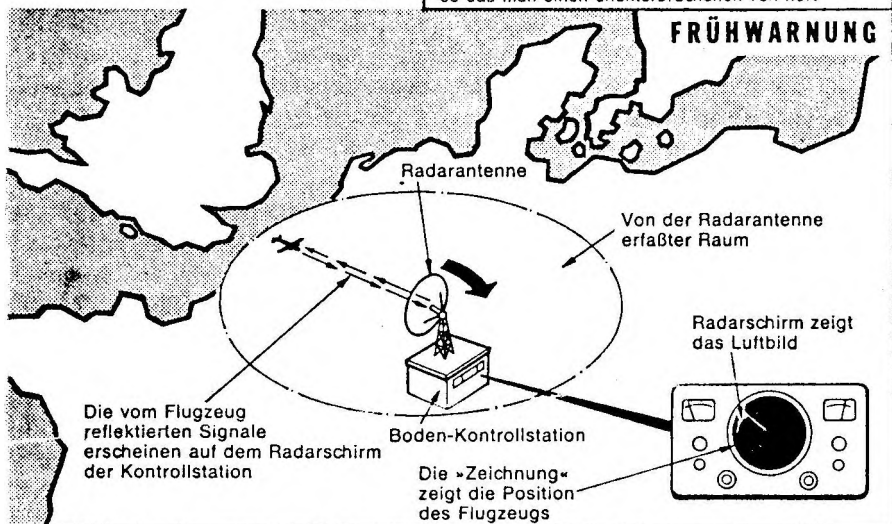 FRÜHWARNUNG
Radarantenne
Von der Radarantenne
erfaßter Raum
Radarschirm zeigt
das Luftbild
Die vom Flugzeug
reflektierten Signale
erscheinen auf dem Radarschirm
der Kontrollstation
Boden-Kontrollstation
Die »Zeichnung«
zeigt die Position
des Flugzeugs